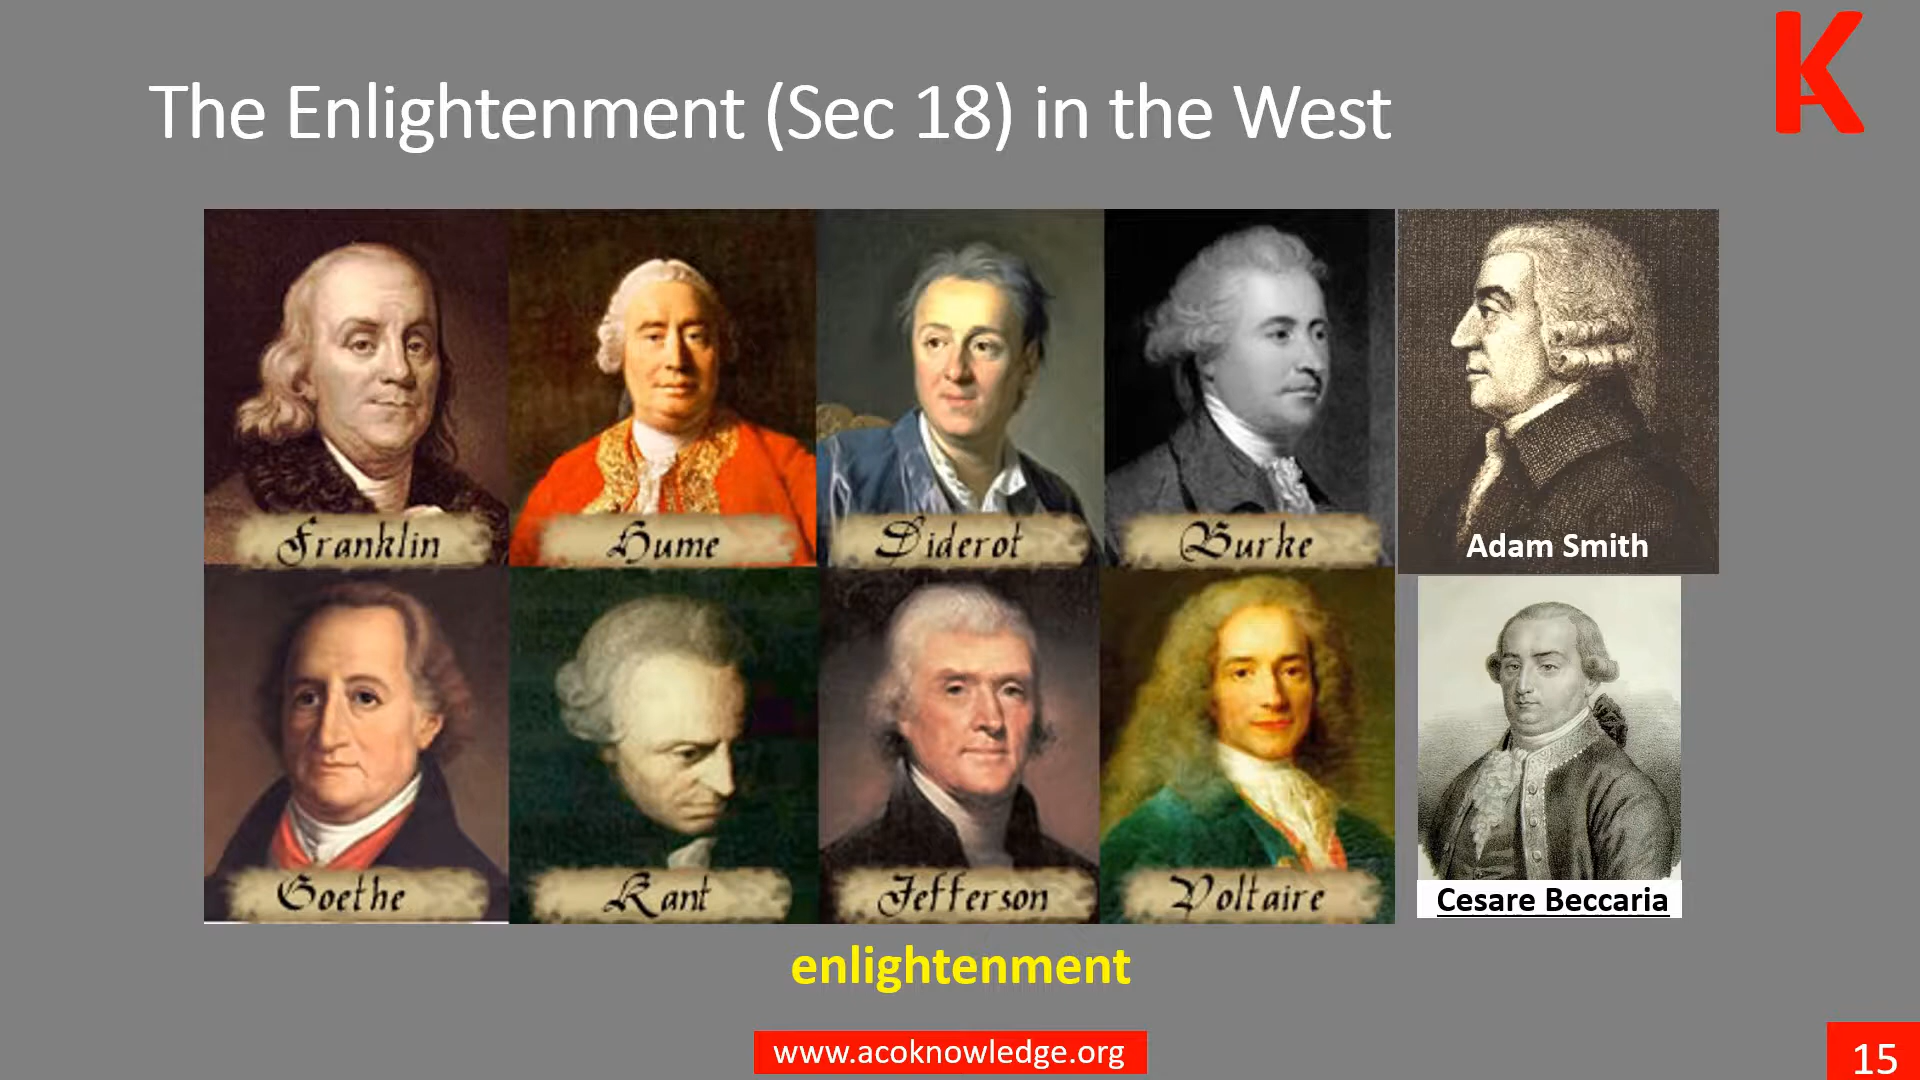 The Enlightenment (Sec 18) in the West
K
Franklin
Hume
Diderot
Burke
Adam Smith
Goethe
Kant
Jefferson
Voltaire
Cesare Beccaria
enlightenment
www.acoknowledge.org
15